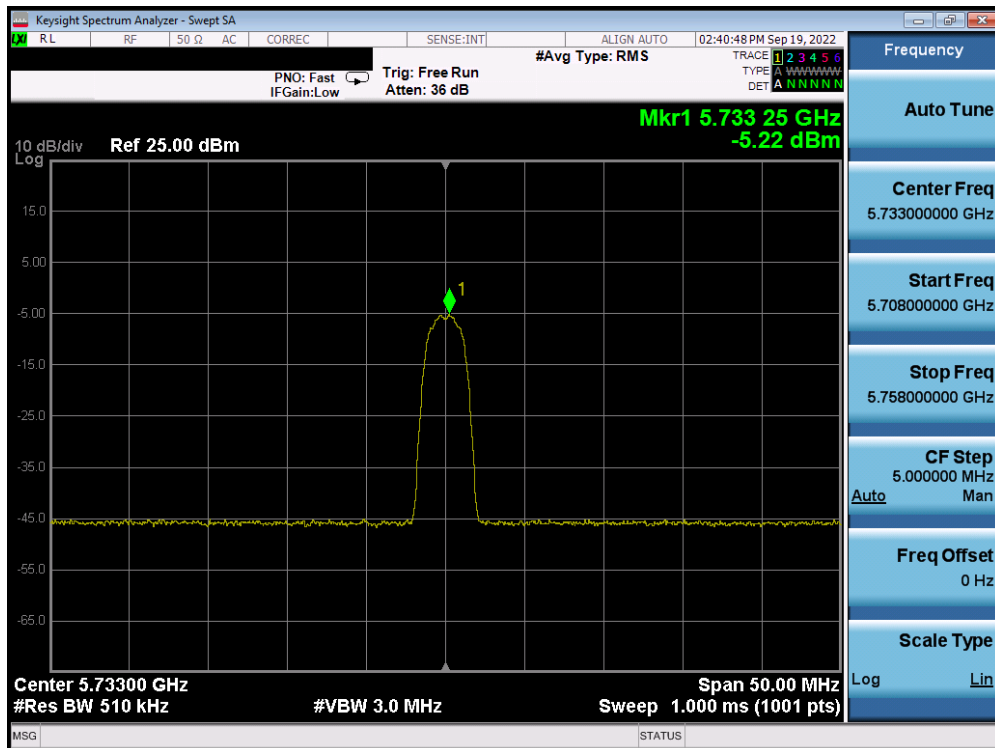 Keysight Spectrum Analyzer - Swept SA
LXI RL RF 50 Ω AC CORREC SENSE:INT ALIGN AUTO 02:40:48 PM Sep 19, 2022
#Avg Type: RMS TRACE 1 2 3 4 5 6
PNO: Fast Trig: Free Run TYPE A WWWWW
IFGain:Low Atten: 36 dB DET A N N N N N
Frequency
Auto Tune
Mkr1 5.733 25 GHz
-5.22 dBm
10 dB/div Ref 25.00 dBm
Log
15.0
5.00
-5.00
-15.0
-25.0
-35.0
-45.0
-55.0
-65.0
1
Center 5.73300 GHz Span 50.00 MHz
#Res BW 510 kHz #VBW 3.0 MHz Sweep 1.000 ms (1001 pts)
Center Freq
5.733000000 GHz
Start Freq
5.708000000 GHz
Stop Freq
5.758000000 GHz
CF Step
5.000000 MHz
Auto Man
Freq Offset
0 Hz
Scale Type
Log Lin
MSG STATUS